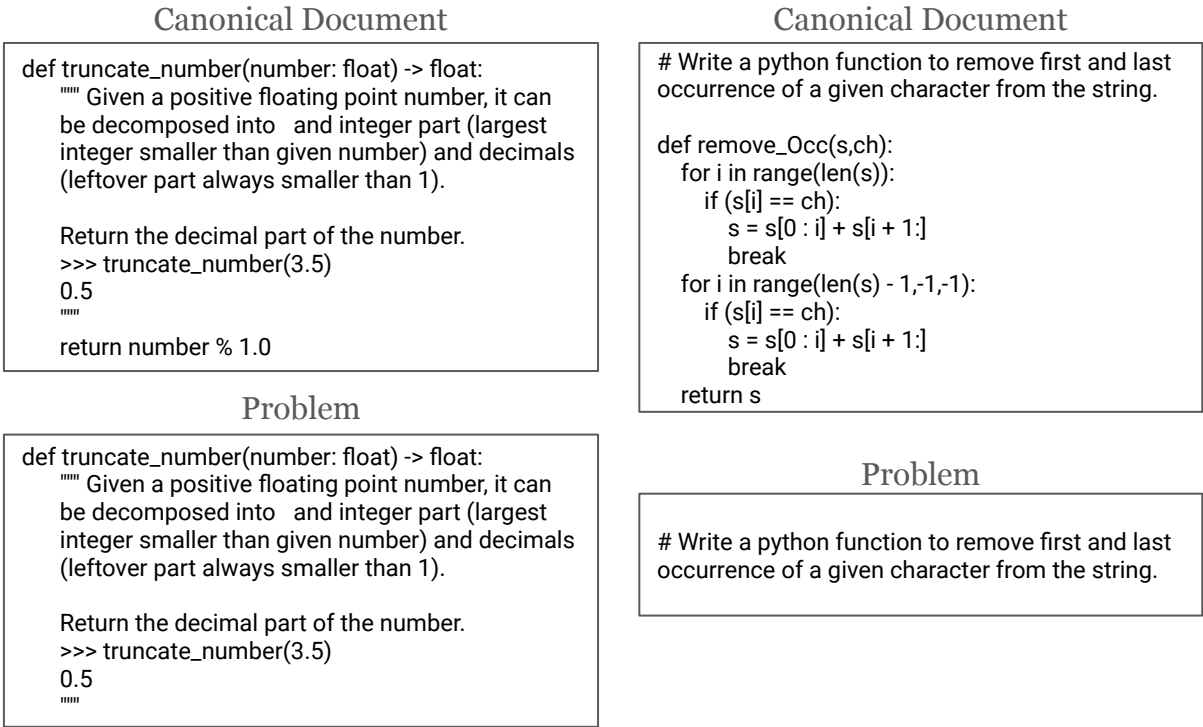 Canonical Document
def truncate_number(number: float) -> float:
""" Given a positive floating point number, it can
be decomposed into   and integer part (largest
integer smaller than given number) and decimals
(leftover part always smaller than 1).
Return the decimal part of the number.
>>> truncate_number(3.5)
0.5
"""
return number % 1.0
Problem
def truncate_number(number: float) -> float:
""" Given a positive floating point number, it can
be decomposed into   and integer part (largest
integer smaller than given number) and decimals
(leftover part always smaller than 1).
Return the decimal part of the number.
>>> truncate_number(3.5)
0.5
"""
Canonical Document
# Write a python function to remove first and last
occurrence of a given character from the string.
def remove_Occ(s,ch):
for i in range(len(s)):
if (s[i] == ch):
s = s[0 : i] + s[i + 1:]
break
for i in range(len(s) - 1,-1,-1):
if (s[i] == ch):
s = s[0 : i] + s[i + 1:]
break
return s
Problem
# Write a python function to remove first and last
occurrence of a given character from the string.